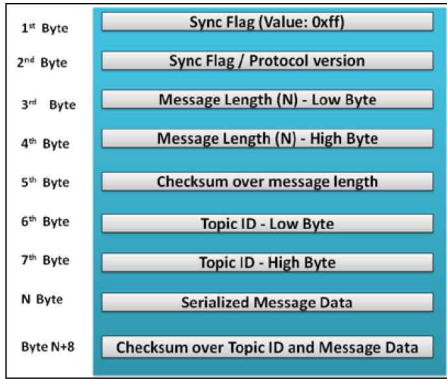 1st Byte Sync Flag (Value: 0xff)
2nd Byte Sync Flag / Protocol version
3rd Byte Message Length (N) - Low Byte
4th Byte Message Length (N) - High Byte
5th Byte Checksum over message length
6th Byte Topic ID - Low Byte
7th Byte Topic ID - High Byte
N Byte Serialized Message Data
Byte N+8 Checksum over Topic ID and Message Data